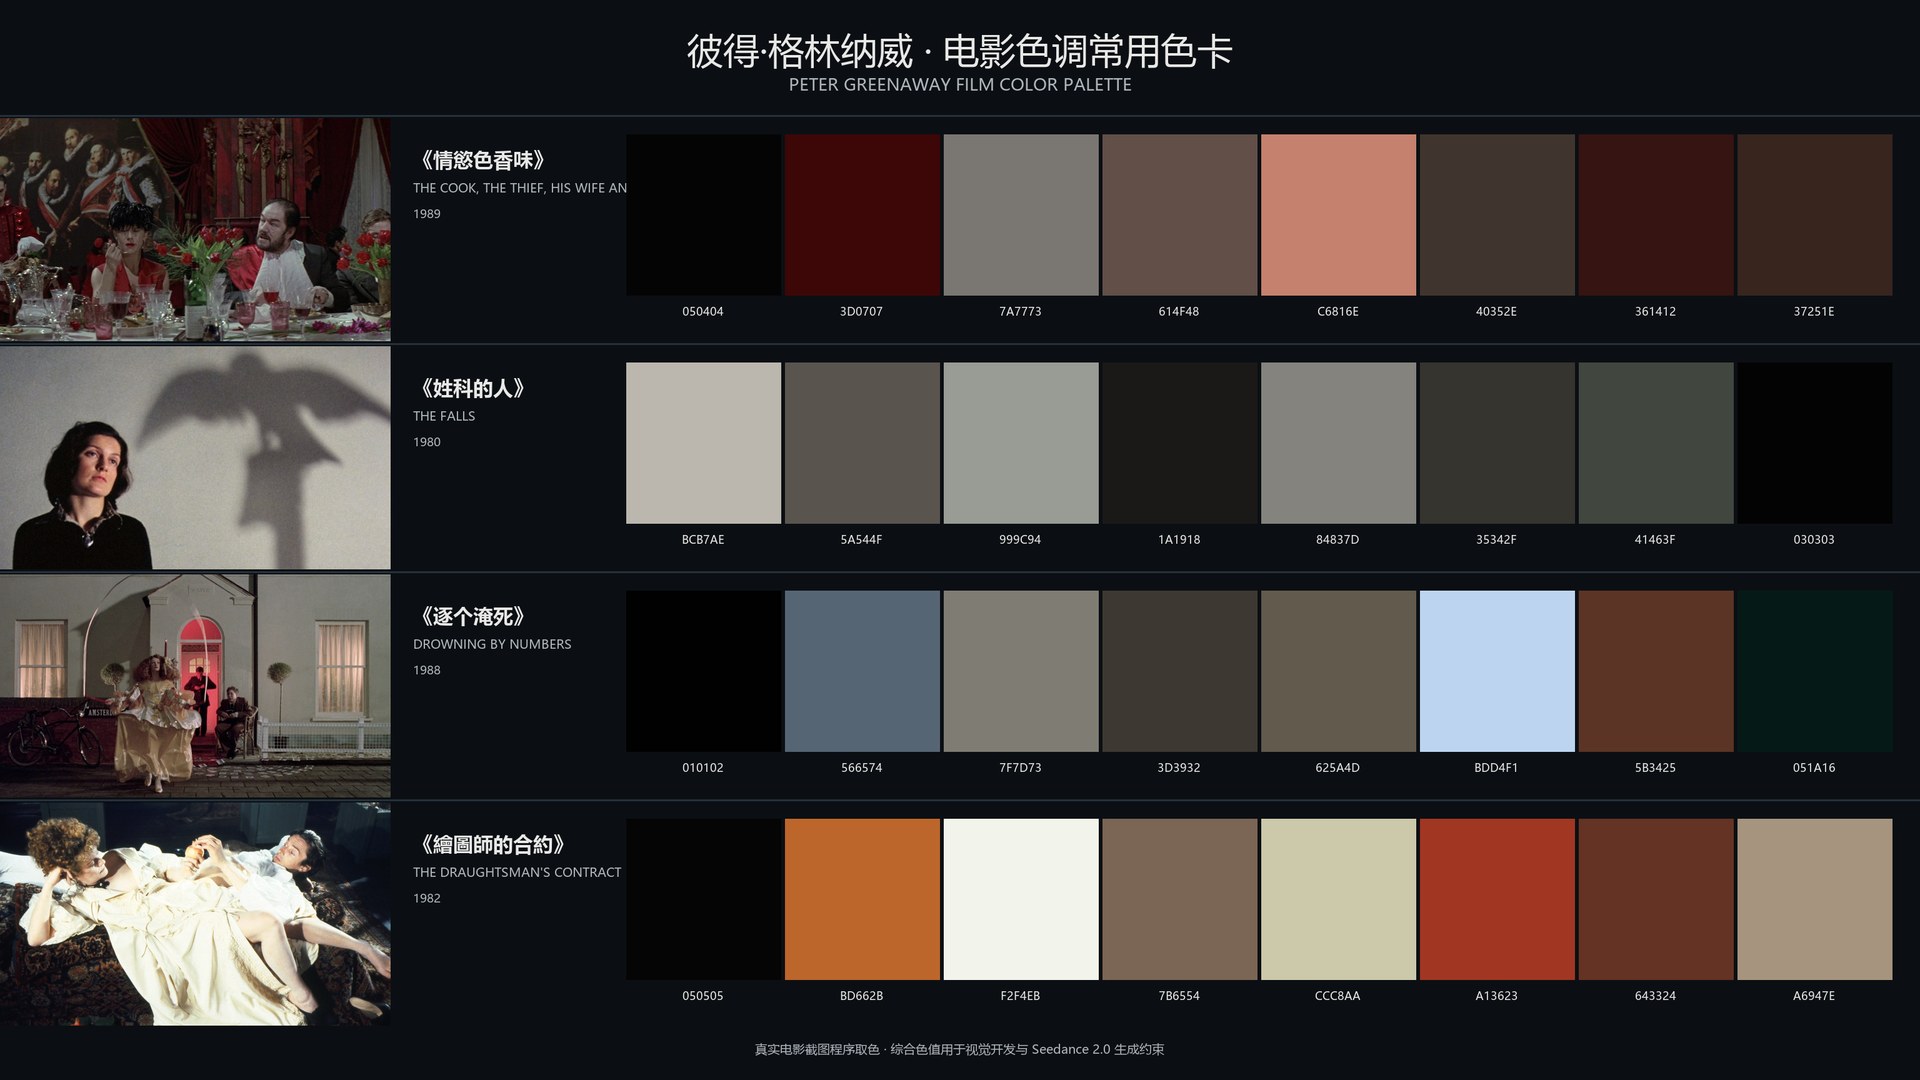 彼得·格林纳威 · 电影色调常用色卡
PETER GREENAWAY FILM COLOR PALETTE
《情慾色香味》
THE COOK, THE THIEF, HIS WIFE AN
1989
050404 3D0707 7A7773 614F48 C6816E 40352E 361412 37251E
《姓科的人》
THE FALLS
1980
BCB7AE 5A544F 999C94 1A1918 84837D 35342F 41463F 030303
AMSTERD
《逐个淹死》
DROWNING BY NUMBERS
1988
010102 566574 7F7D73 3D3932 625A4D BDD4F1 5B3425 051A16
《繪圖師的合約》
THE DRAUGHTSMAN'S CONTRACT
1982
050505 BD662B F2F4EB 7B6554 CCC8AA A13623 643324 A6947E
真实电影截图程序取色 · 综合色值用于视觉开发与 Seedance 2.0 生成约束